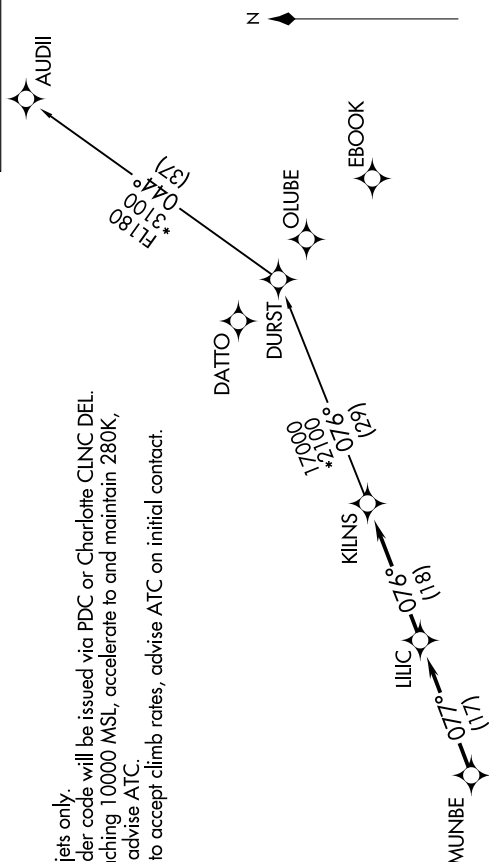 jets only.
der code will be issued via PDC or Charlotte CLNC DEL.
ching 10000 MSL, accelerate to and maintain 280K,
advise ATC.
to accept climb rates, advise ATC on initial contact.
MUNBE
077°
(17)
LILIC
076°
(18)
KILNS
17000
*2100
076°
(29)
DURST
DATTO
OLUBE
EBOOK
FL180
*3100
044°
(37)
AUDII
N